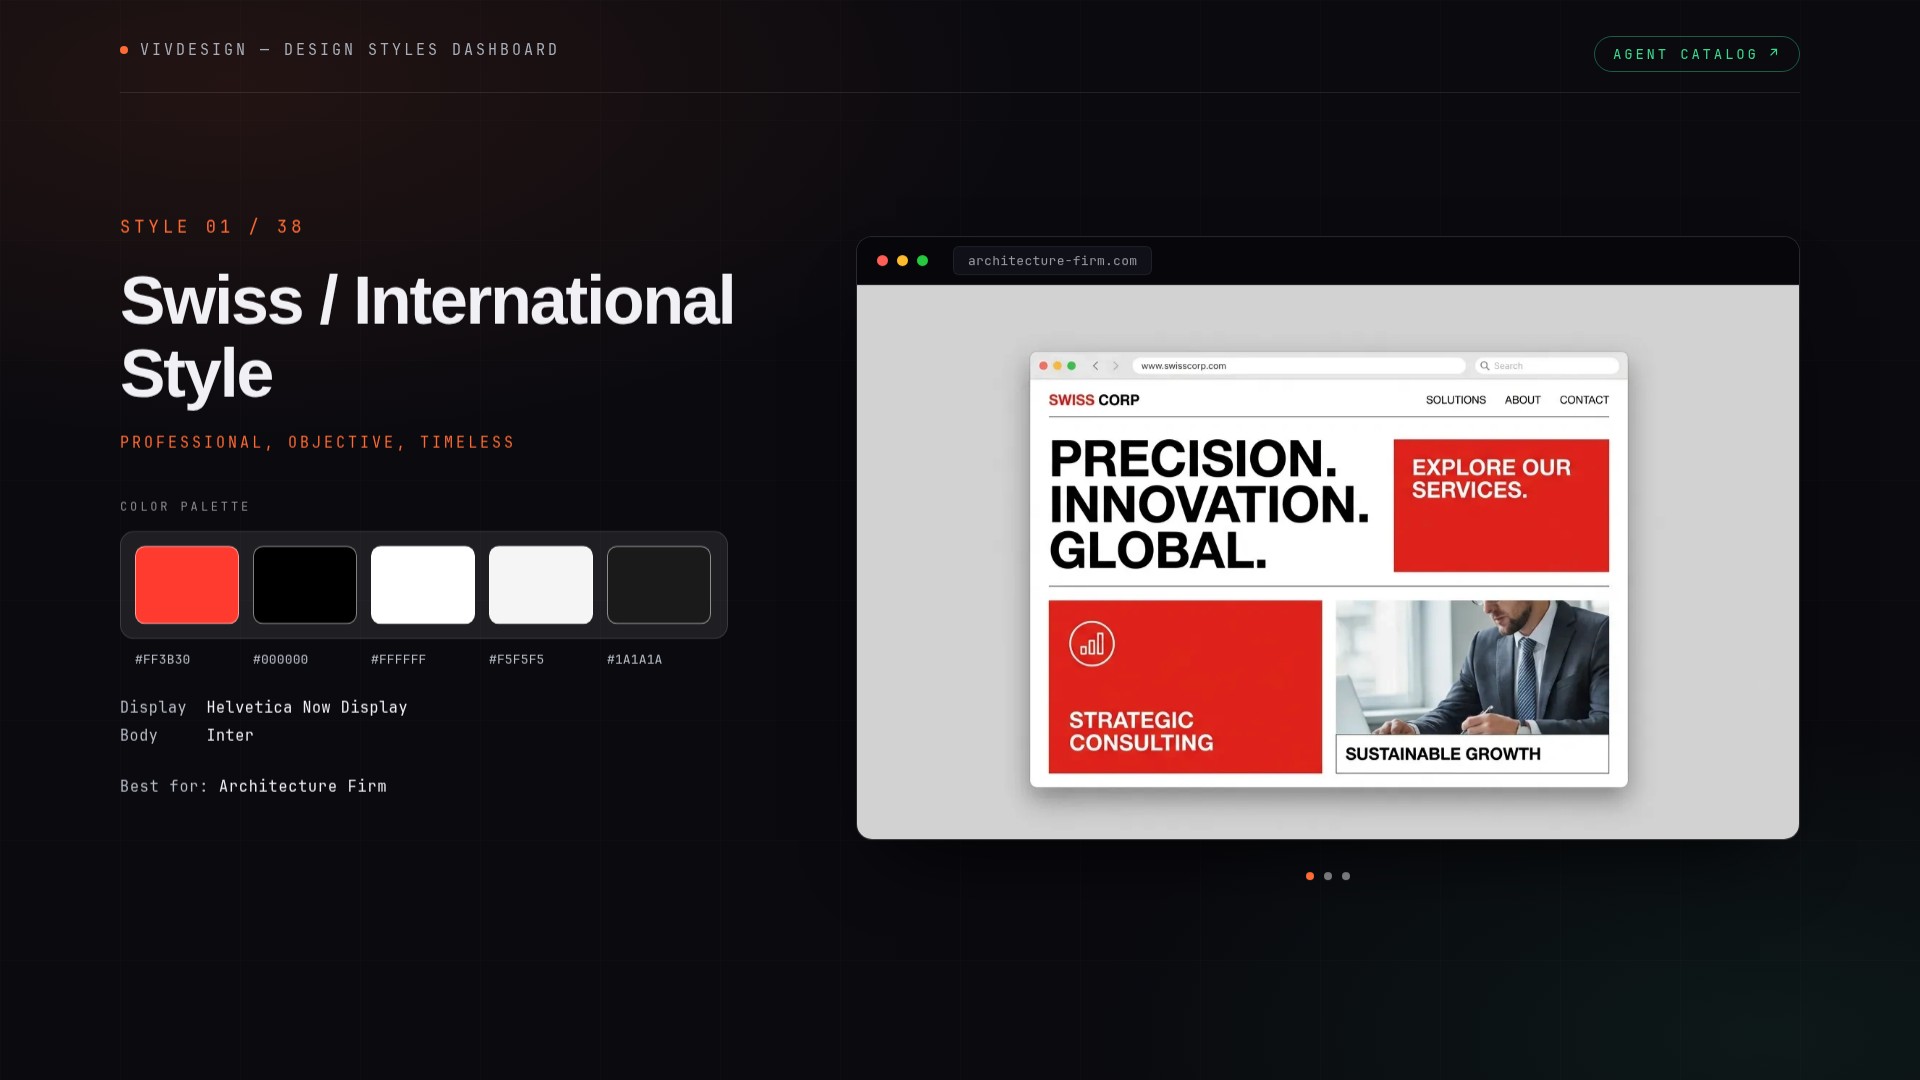 VIVDESIGN — DESIGN STYLES DASHBOARD
AGENT CATALOG ↗
STYLE 01 / 38
Swiss / International
Style
PROFESSIONAL, OBJECTIVE, TIMELESS
COLOR PALETTE
#FF3B30 #000000 #FFFFFF #F5F5F5 #1A1A1A
Display Helvetica Now Display
Body Inter
Best for: Architecture Firm
architecture-firm.com
www.swisscorp.com
Search
SWISS CORP
SOLUTIONS ABOUT CONTACT
PRECISION.
INNOVATION.
GLOBAL.
EXPLORE OUR
SERVICES.
STRATEGIC
CONSULTING
SUSTAINABLE GROWTH